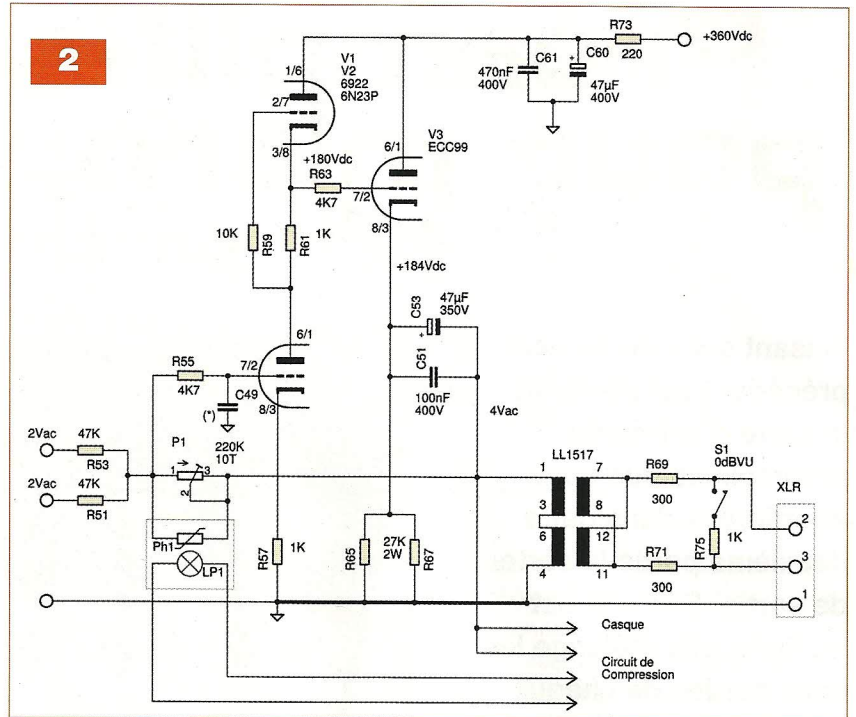 2
R73
220
+360Vdc
C61
470nF
400V
C60
+
47µF
400V
V1
V2
6922
6N23P
1/6
2/7
3/8
+180Vdc
R63
4K7
V3
ECC99
6/1
7/2
8/3
10K
R59
R61
1K
+184Vdc
C53
47µF
350V
+
C51
100nF
400V
4Vac
6/1
R55
4K7
7/2
8/3
C49
(*)
2Vac
47K
R53
2Vac
47K
R51
P1
220K
10T
1
3
2
Ph1
LP1
R57
1K
R65
27K
2W
R67
LL1517
1
7
3
8
6
12
4
11
R69
300
R71
300
S1
0dBVU
R75
1K
XLR
2
3
1
Casque
Circuit de
Compression